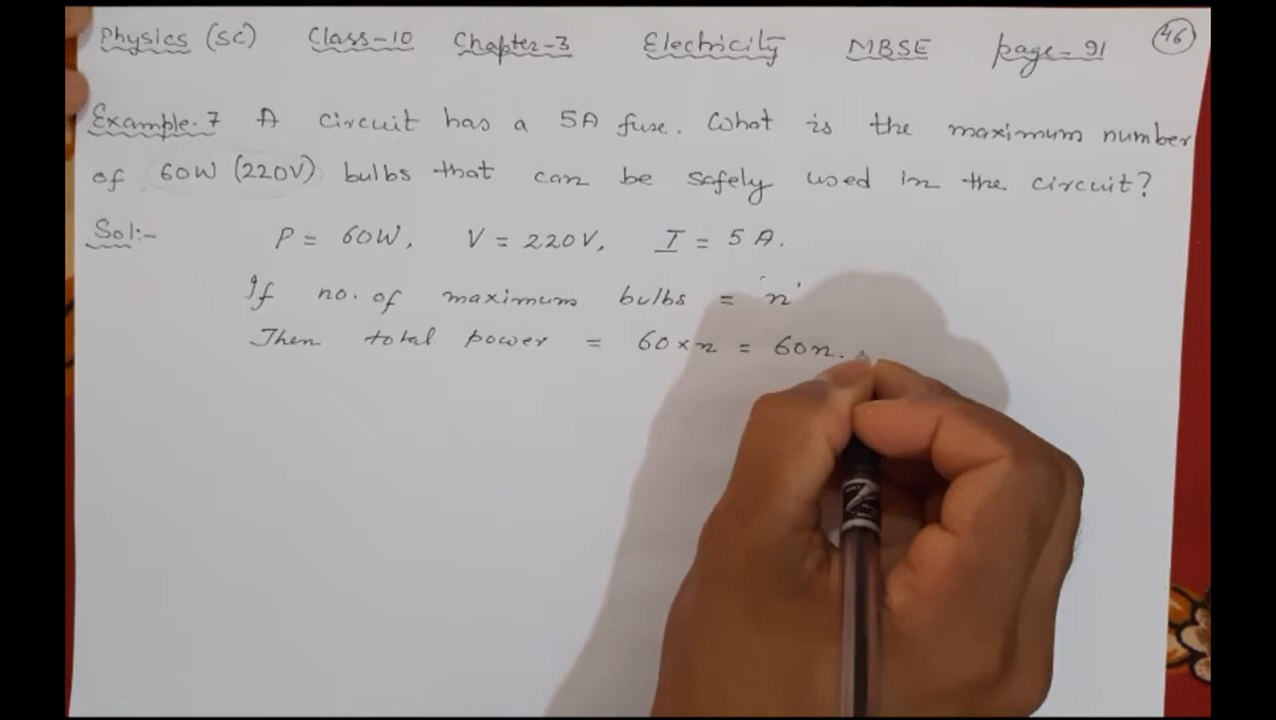 Physics (SC) Class-10 Chapter-3 Electricity MBSE page-91 46
Example.7 A circuit has a 5A fuse. What is the maximum number
of 60W (220V) bulbs that can be safely used in the circuit?
Sol:- P = 60W, V = 220V, I = 5 A.
If no. of maximum bulbs = 'n'
Then total power = 60×n = 60n.